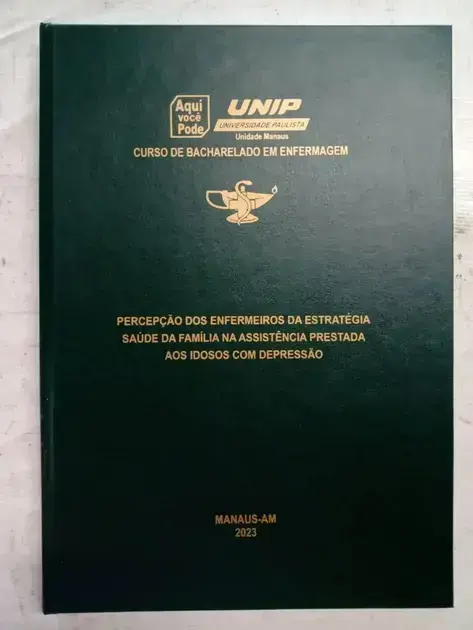 Aqui
você
Pode
UNIP
UNIVERSIDADE PAULISTA
Unidade Manaus
CURSO DE BACHARELADO EM ENFERMAGEM
PERCEPÇÃO DOS ENFERMEIROS DA ESTRATÉGIA
SAÚDE DA FAMÍLIA NA ASSISTÊNCIA PRESTADA
AOS IDOSOS COM DEPRESSÃO
MANAUS-AM
2023